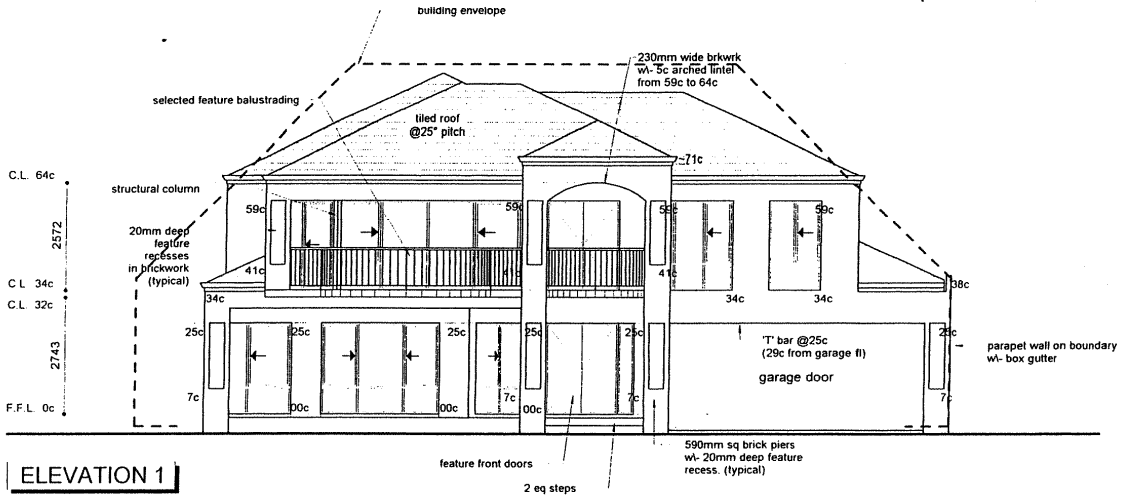 building envelope
230mm wide brkwrk
w\- 5c arched lintel
from 59c to 64c
selected feature balustrading
tiled roof
@25° pitch
71c
C.L. 64c
structural column
59c
59c
59c
59c
20mm deep
feature
recesses
in brickwork
(typical)
2572
41c
41c
41c
C L 34c
38c
34c
34c
34c
C.L. 32c
25c
25c
25c
25c
25c
25c
'T' bar @25c
(29c from garage fl)
parapet wall on boundary
w\- box gutter
2743
garage door
7c
7c
7c
7c
F.F.L. 0c
00c
00c
00c
590mm sq brick piers
w\- 20mm deep feature
recess. (typical)
feature front doors
ELEVATION 1
2 eq steps